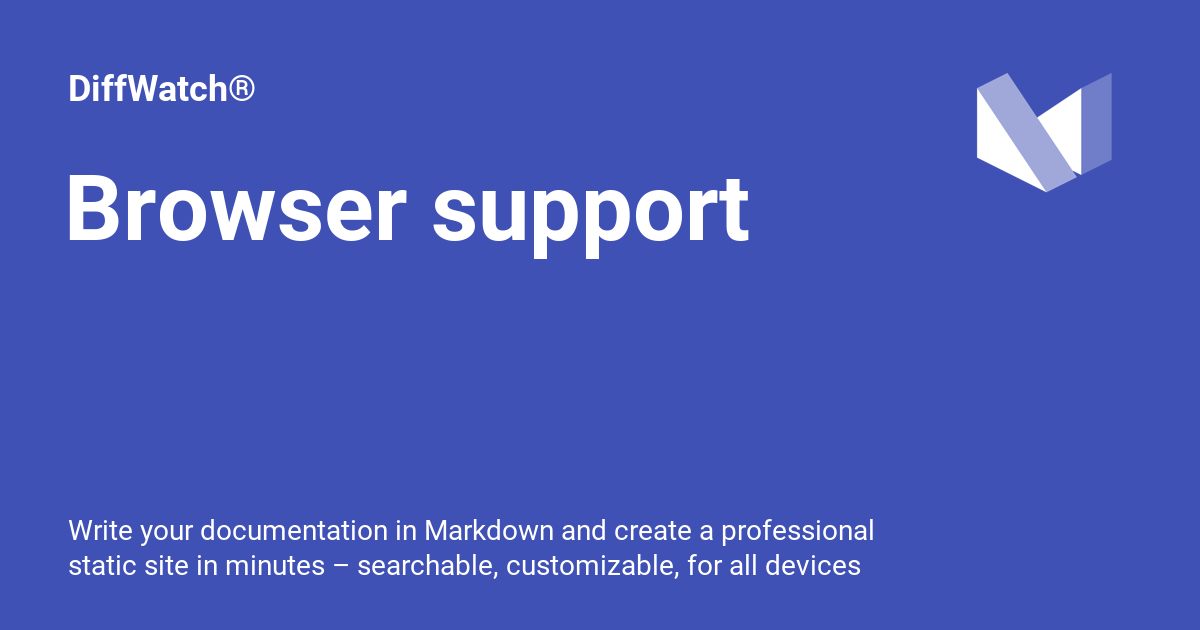 DiffWatch®
Browser support
Write your documentation in Markdown and create a professional
static site in minutes – searchable, customizable, for all devices